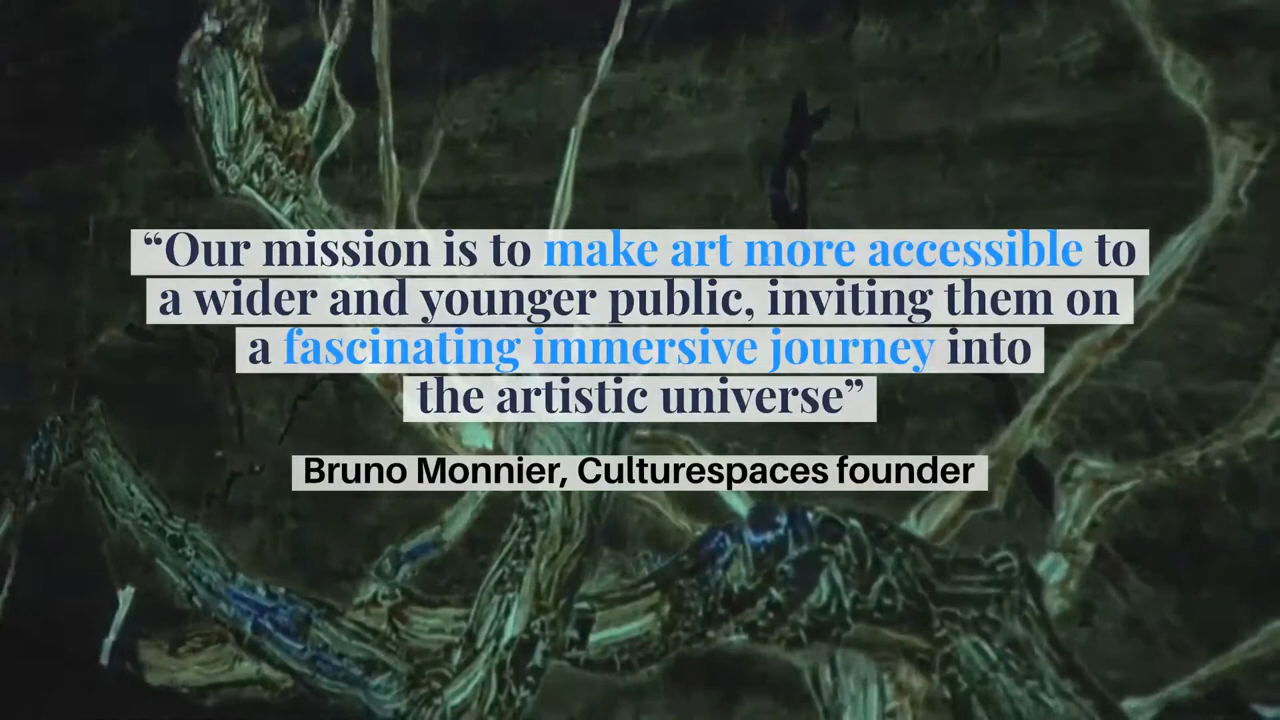 “Our mission is to make art more accessible to
a wider and younger public, inviting them on
a fascinating immersive journey into
the artistic universe”
Bruno Monnier, Culturespaces founder